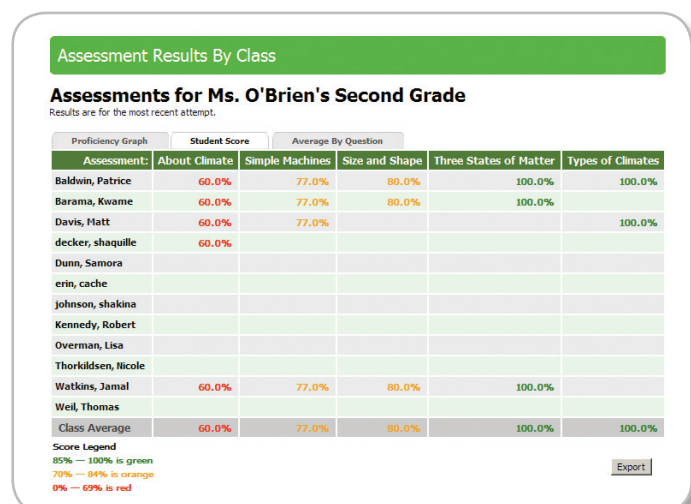 Assessment Results By Class
Assessments for Ms. O'Brien's Second Grade
Results are for the most recent attempt.
Proficiency Graph Student Score Average By Question
Assessment: About Climate Simple Machines Size and Shape Three States of Matter Types of Climates
Baldwin, Patrice 60.0% 77.0% 80.0% 100.0% 100.0%
Barama, Kwame 60.0% 77.0% 80.0% 100.0%
Davis, Matt 60.0% 77.0% 100.0%
decker, shaquille 60.0%
Dunn, Samora
erin, cache
johnson, shakina
Kennedy, Robert
Overman, Lisa
Thorkildsen, Nicole
Watkins, Jamal 60.0% 77.0% 80.0% 100.0%
Weil, Thomas
Class Average 60.0% 77.0% 80.0% 100.0% 100.0%
Score Legend
85% — 100% is green
70% — 84% is orange
0% — 69% is red
Export